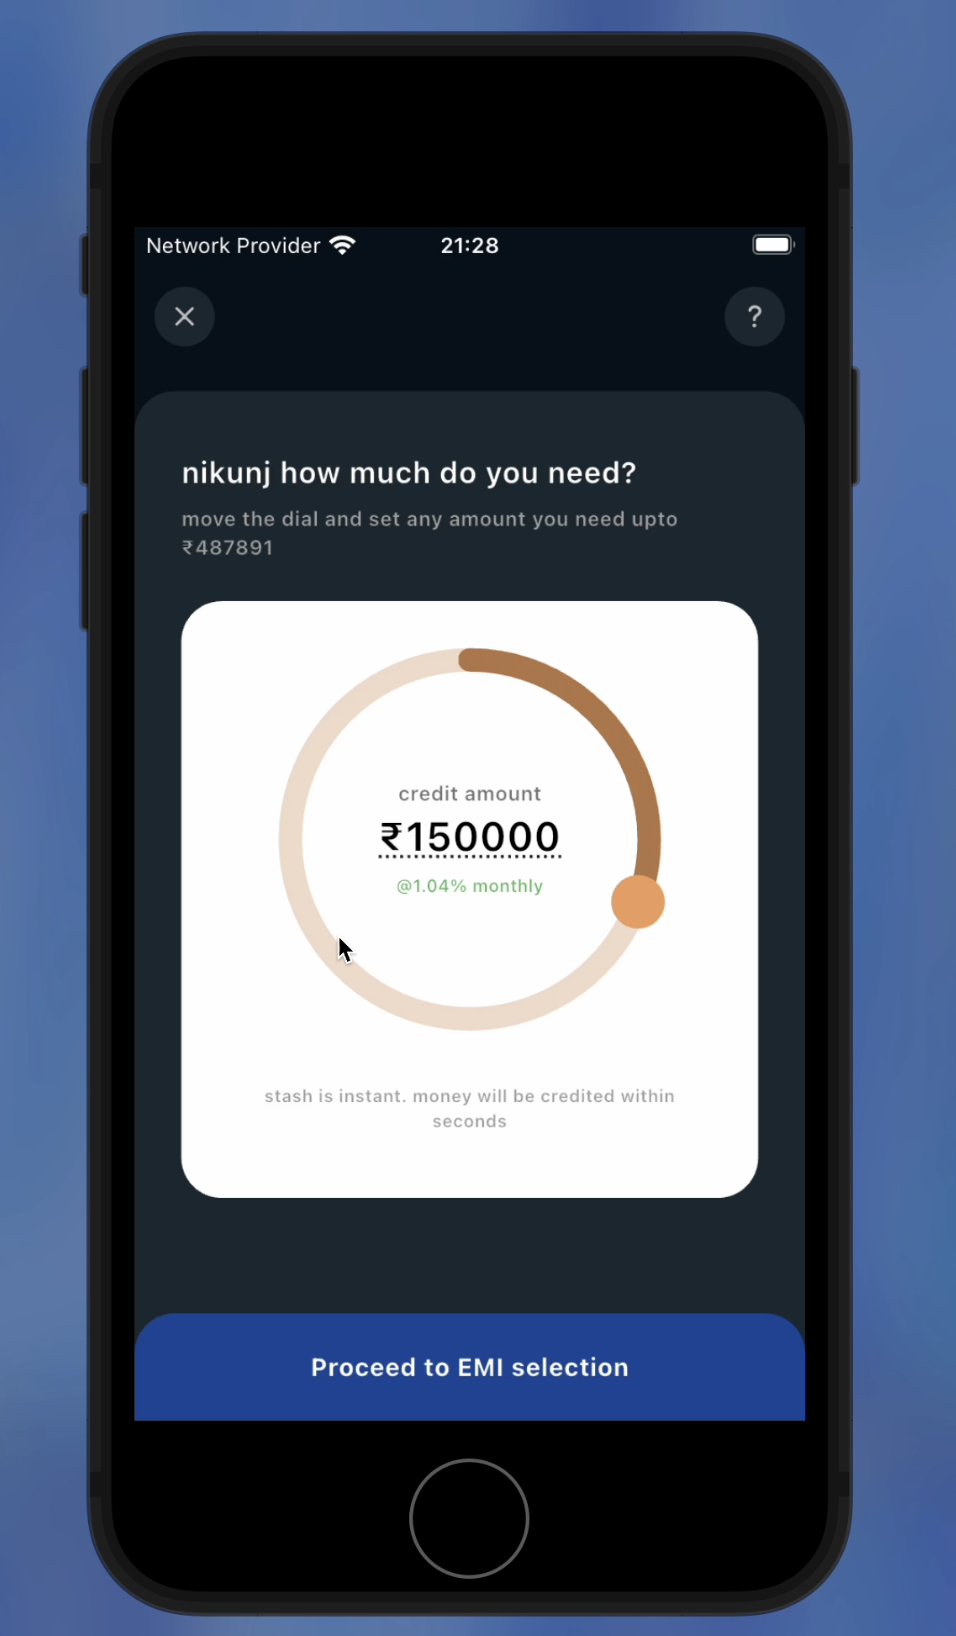 Network Provider 21:28
?
nikunj how much do you need?
move the dial and set any amount you need upto
₹487891
credit amount
₹150000
@1.04% monthly
stash is instant. money will be credited within
seconds
Proceed to EMI selection